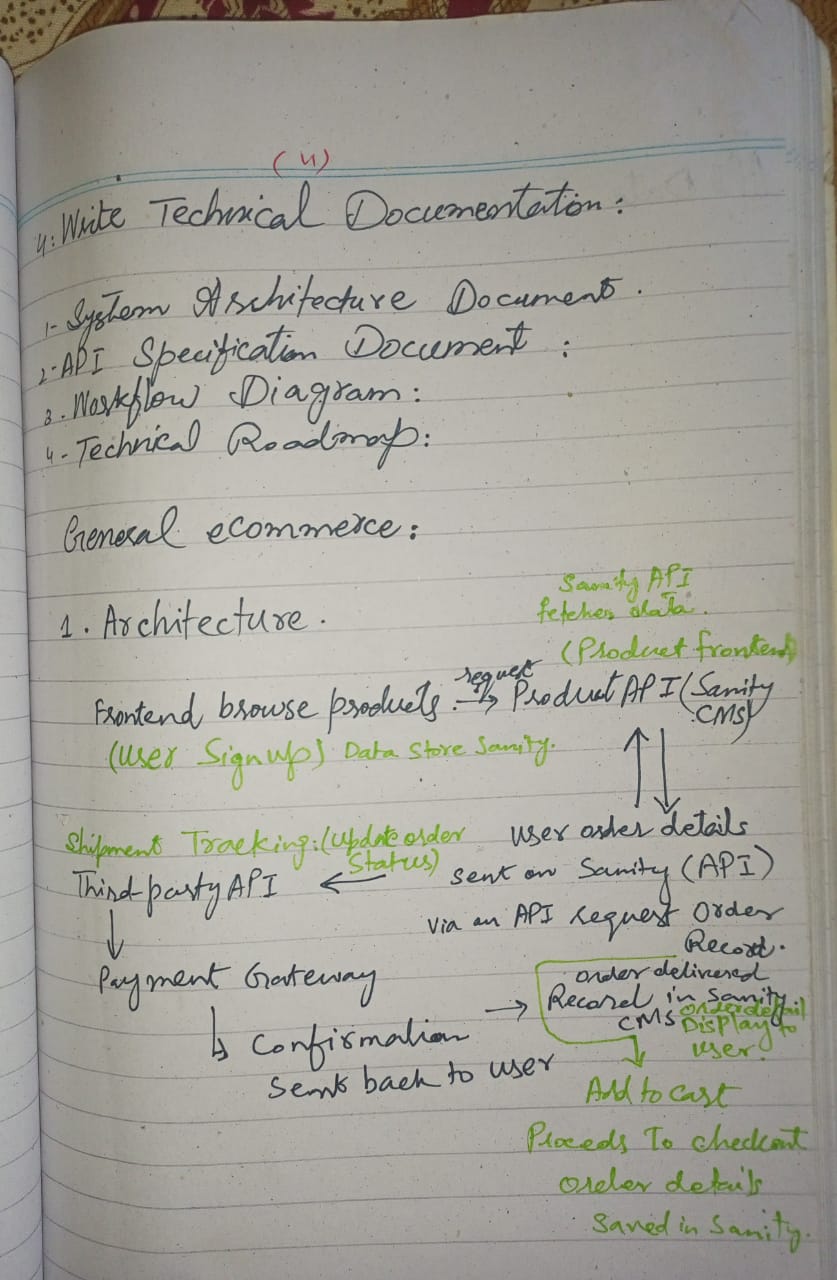 (4)
4: Write Technical Documentation:
1- System Architecture Document.
2- API Specification Document :
3. Workflow Diagram:
4- Technical Roadmap:
General ecommerce:
Sanity API
fetches data.
1. Architecture.
(Product frontend)
request
Frontend browse products. → Product API (Sanity
CMS)
(User Sign up) Data Store Sanity.
Shipment Tracking: (Update order
Status)
user order details
Third-party API ← sent on Sanity (API)
via an API request Order
Record.
Payment Gateway
order delivered
→ Record in Sanity
CMS order detail
Display to
user.
Confirmation
Sent back to user
Add to cart
Proceeds To checkout
order details
saved in Sanity.